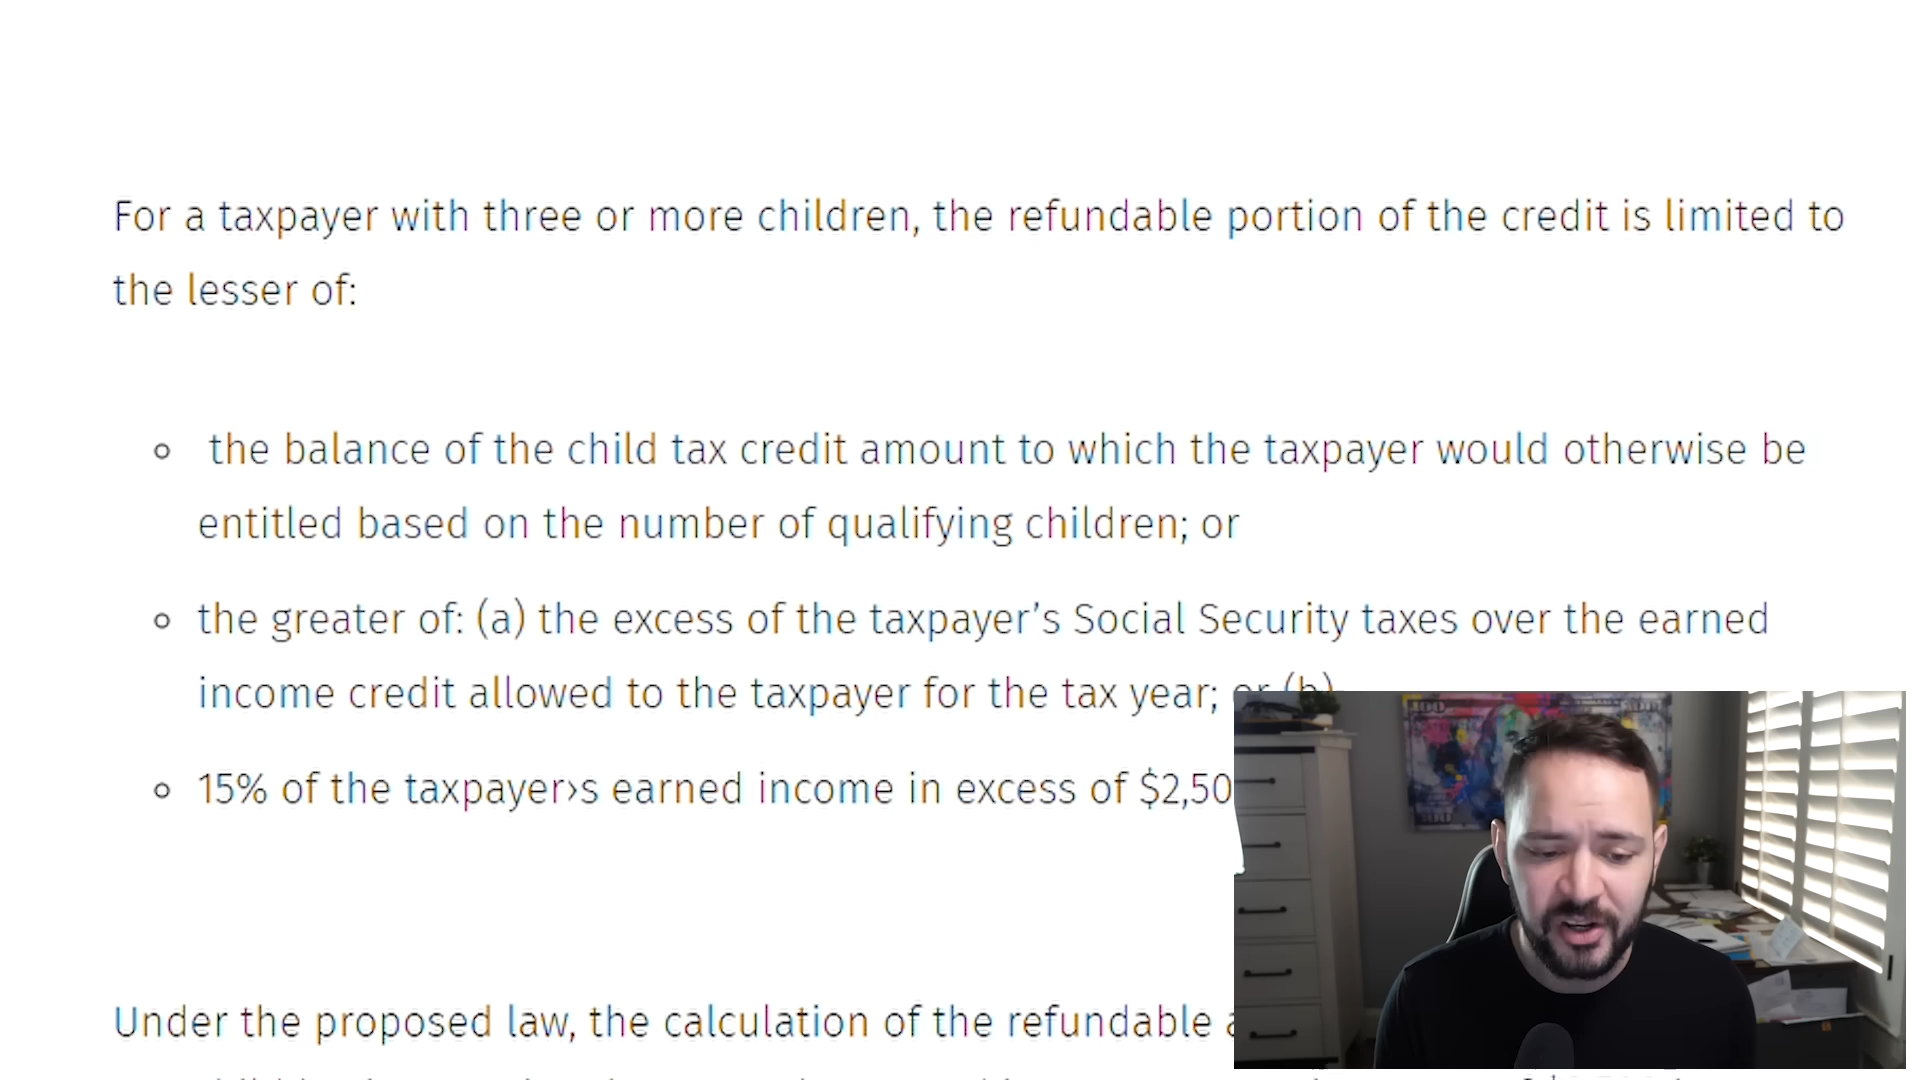 For a taxpayer with three or more children, the refundable portion of the credit is limited to
the lesser of:
the balance of the child tax credit amount to which the taxpayer would otherwise be
entitled based on the number of qualifying children; or
the greater of: (a) the excess of the taxpayer’s Social Security taxes over the earned
income credit allowed to the taxpayer for the tax year; or (b)
15% of the taxpayer›s earned income in excess of $2,50
Under the proposed law, the calculation of the refundable
100